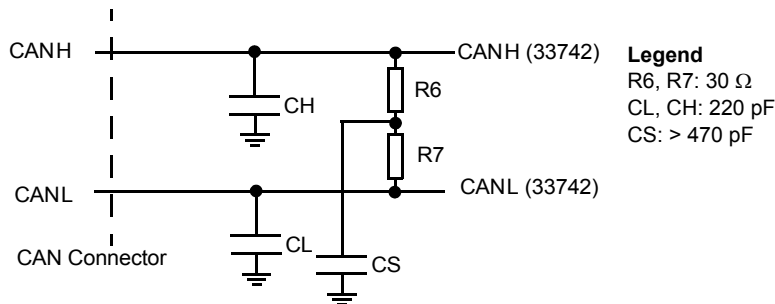 CANH
CANH (33742)
Legend
R6, R7: 30 Ω
CL, CH: 220 pF
CS: > 470 pF
R6
CH
R7
CANL
CANL (33742)
CL
CS
CAN Connector